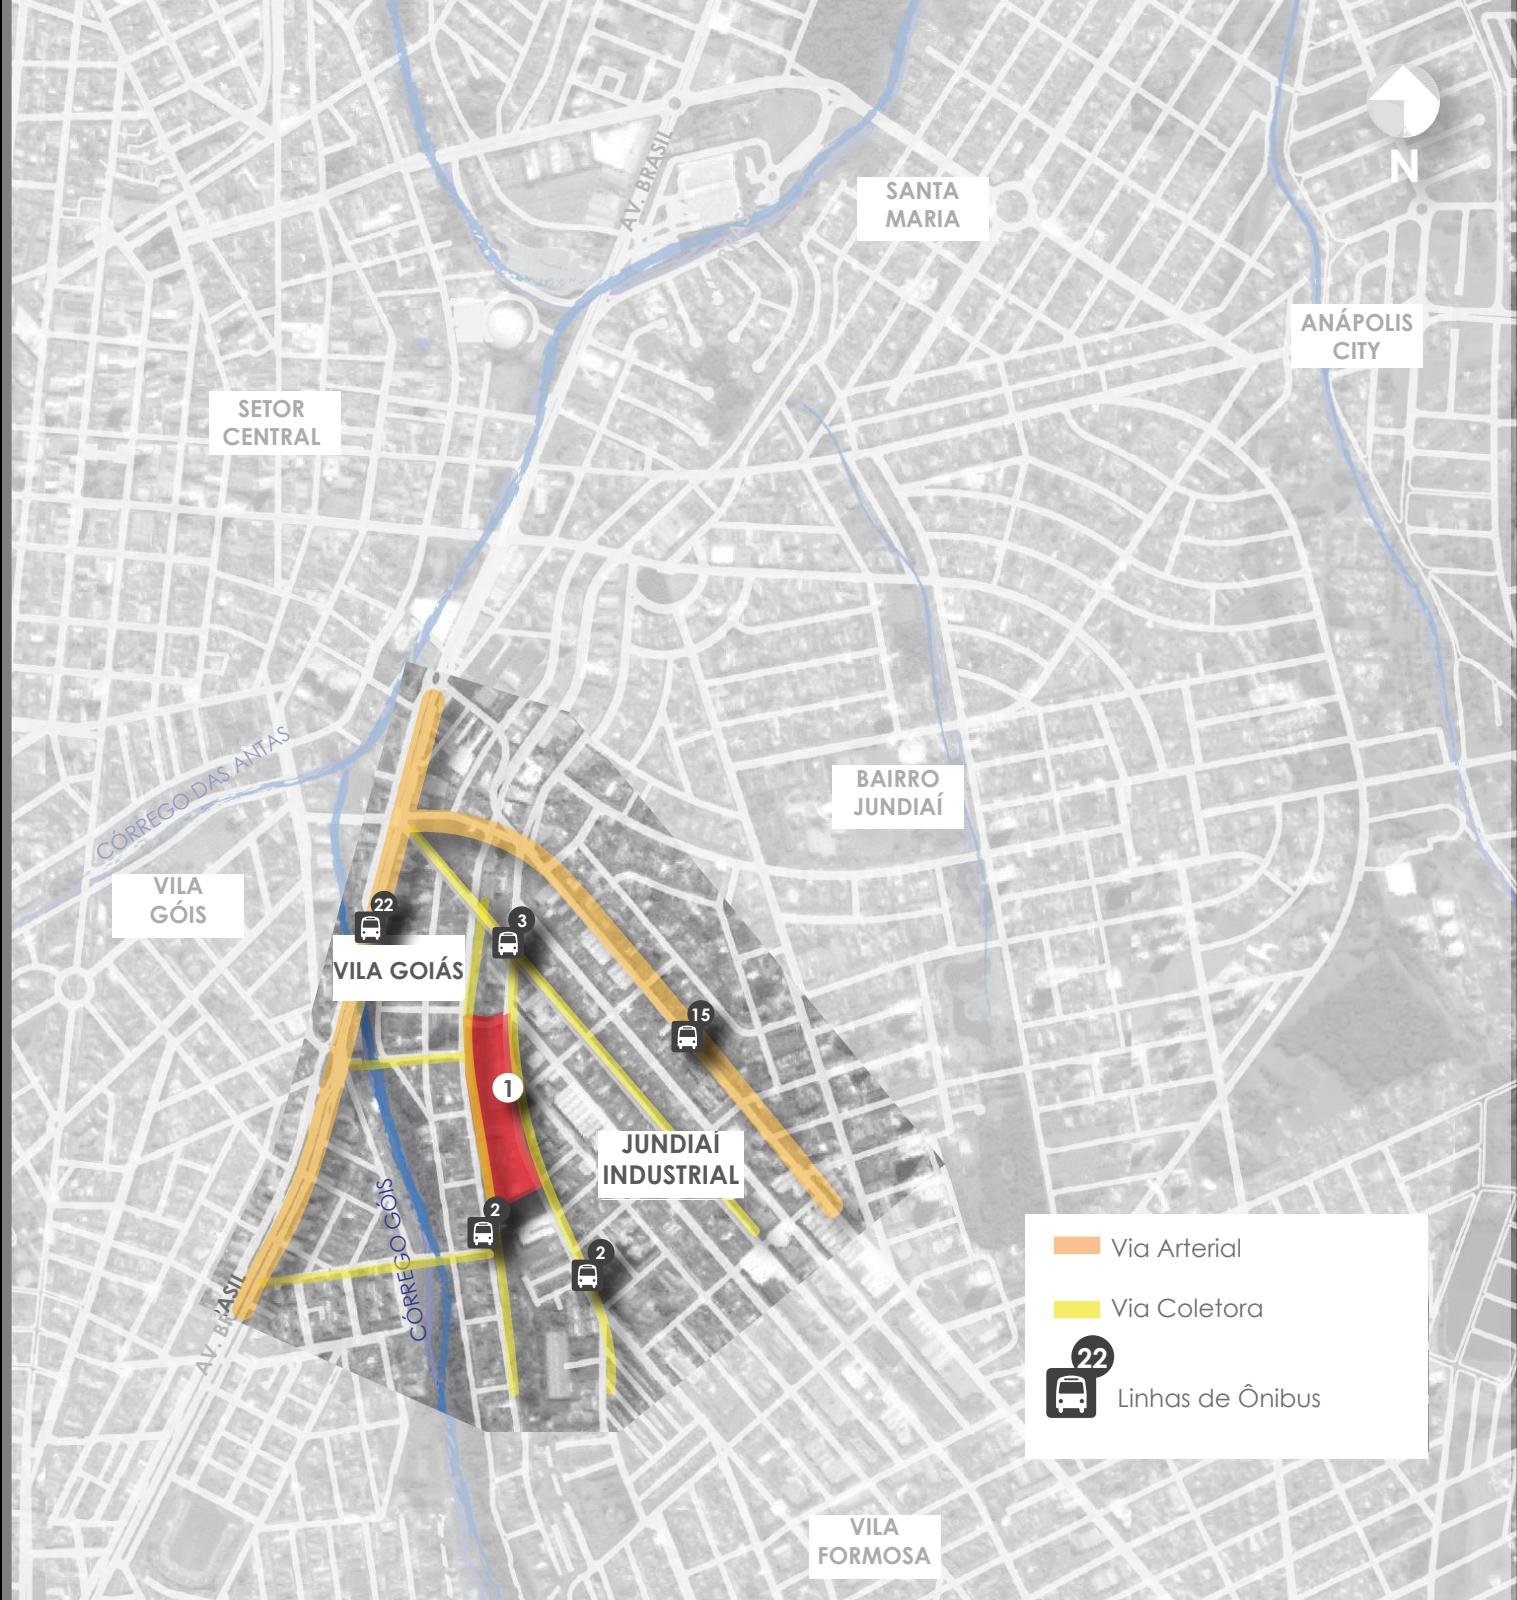 AV. BRASIL
BRAS
N
SANTA
MARIA
ANÁPOLIS
CITY
SETOR
CENTRAL
CÓRREGO DAS ANTAS
BAIRRO
JUNDIAÍ
VILA
GÓIS
22
3
VILA GOIÁS
15
1
JUNDIAÍ
INDUSTRIAL
2
2
CÓRREGO GÓIS
AV. BRASIL
Via Arterial
Via Coletora
22
Linhas de Ônibus
VILA
FORMOSA